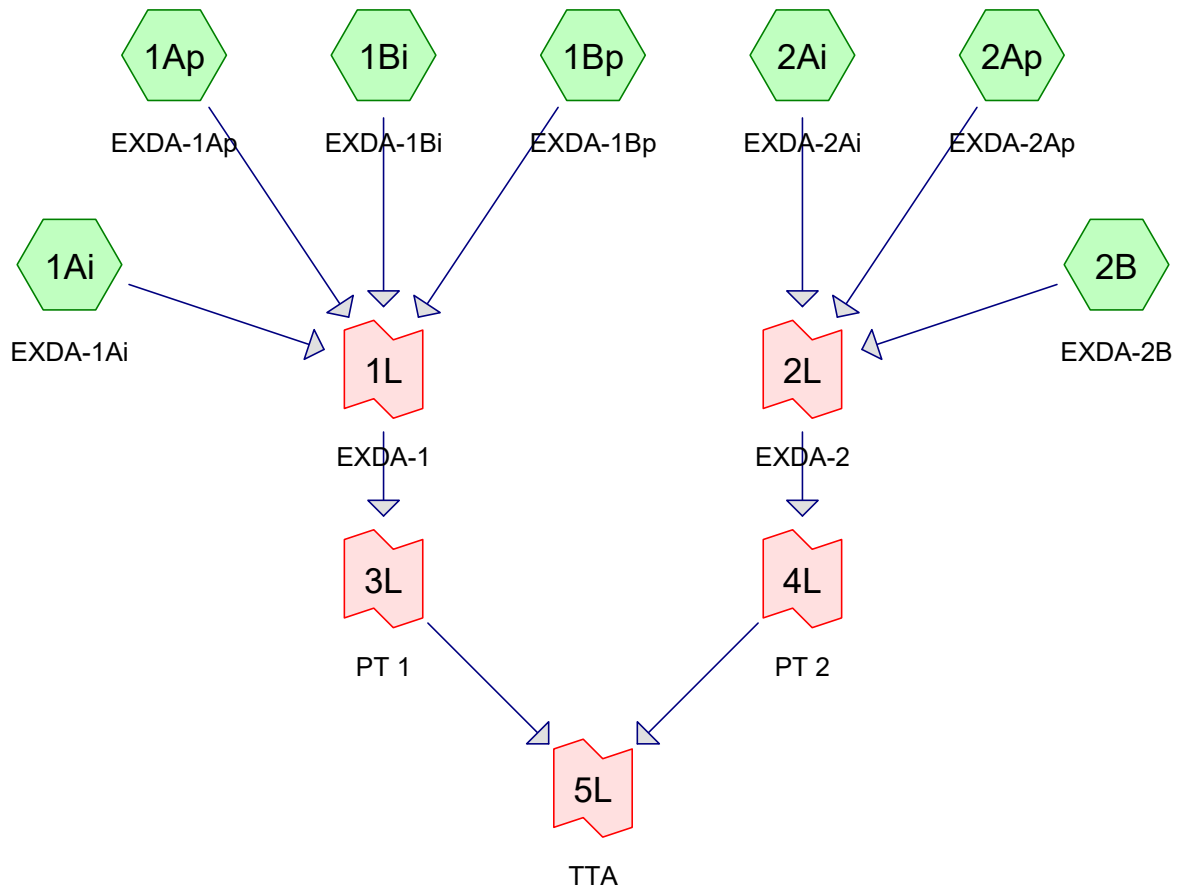 1Ap
1Bi
1Bp
2Ai
2Ap
EXDA-1Ap
EXDA-1Bi
EXDA-1Bp
EXDA-2Ai
EXDA-2Ap
1Ai
2B
EXDA-1Ai
EXDA-2B
1L
2L
EXDA-1
EXDA-2
3L
4L
PT 1
PT 2
5L
TTA